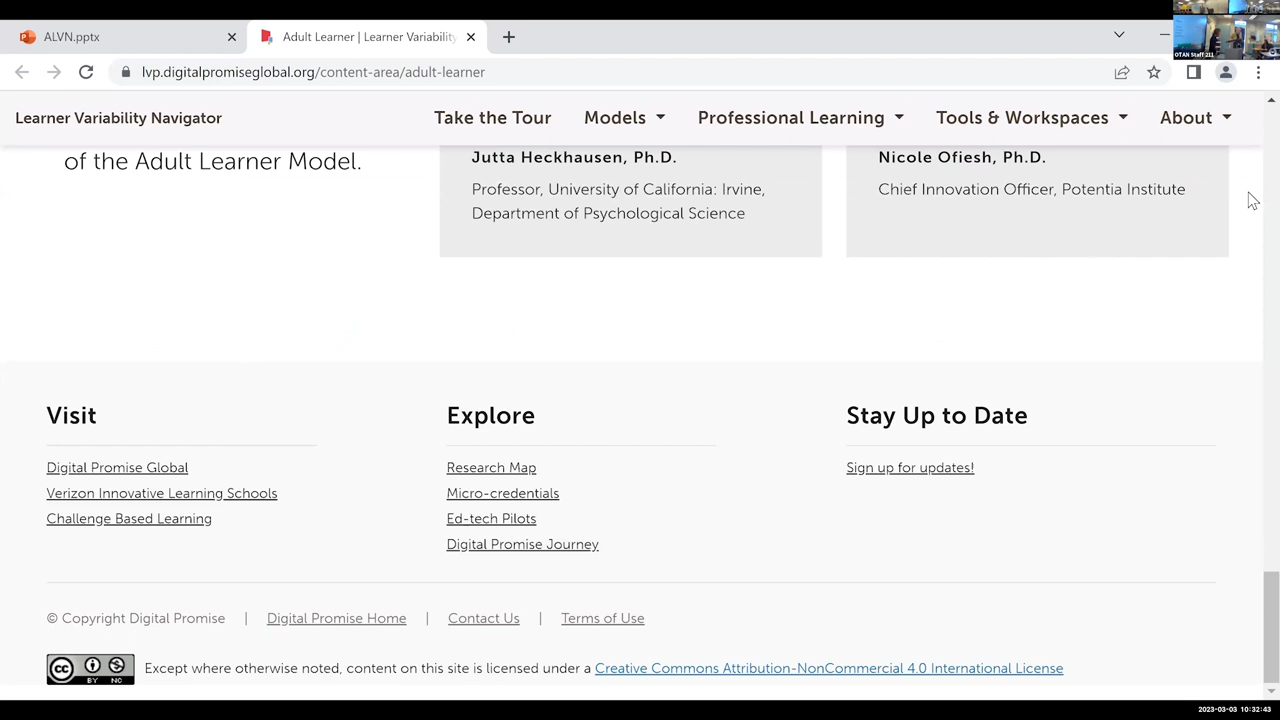 ALVN.pptx
Adult Learner | Learner Variability
OTAN Staff 211
lvp.digitalpromiseglobal.org/content-area/adult-learner
Learner Variability Navigator
Take the Tour
Models
Professional Learning
Tools & Workspaces
About
of the Adult Learner Model.
Jutta Heckhausen, Ph.D.
Professor, University of California: Irvine,
Department of Psychological Science
Nicole Ofiesh, Ph.D.
Chief Innovation Officer, Potentia Institute
Visit
Digital Promise Global
Verizon Innovative Learning Schools
Challenge Based Learning
Explore
Research Map
Micro-credentials
Ed-tech Pilots
Digital Promise Journey
Stay Up to Date
Sign up for updates!
© Copyright Digital Promise | Digital Promise Home | Contact Us | Terms of Use
CC BY NC
Except where otherwise noted, content on this site is licensed under a Creative Commons Attribution-NonCommercial 4.0 International License
2023-03-03 10:32:43